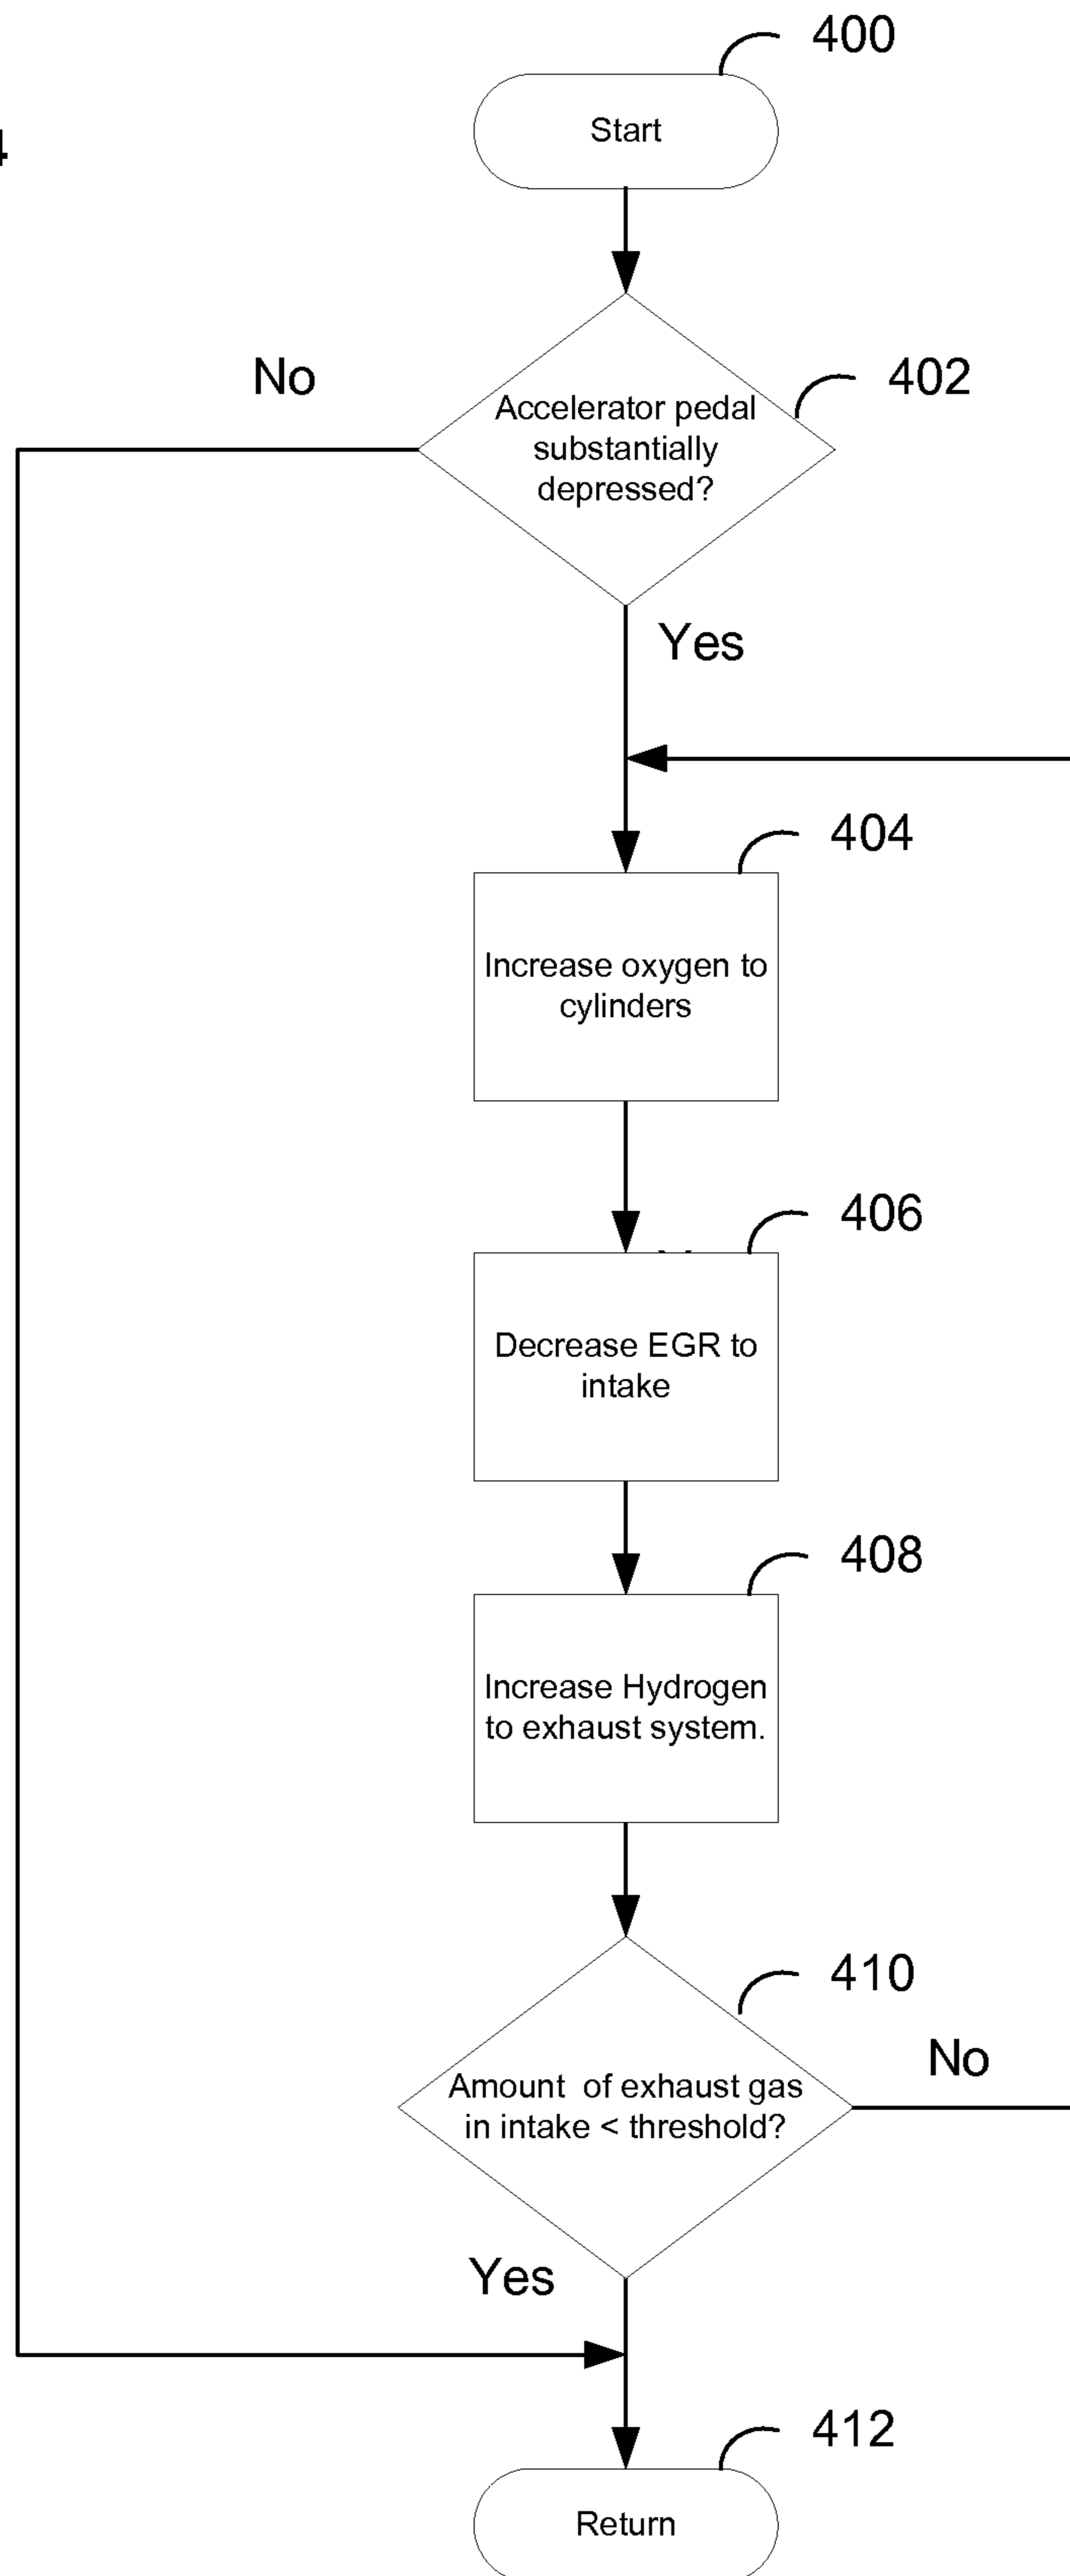 400
4
Start
No
402
Accelerator pedal
substantially
depressed?
Yes
404
Increase oxygen to
cylinders
406
Decrease EGR to
intake
408
Increase Hydrogen
to exhaust system.
410
Amount of exhaust gas
in intake < threshold?
No
Yes
412
Return